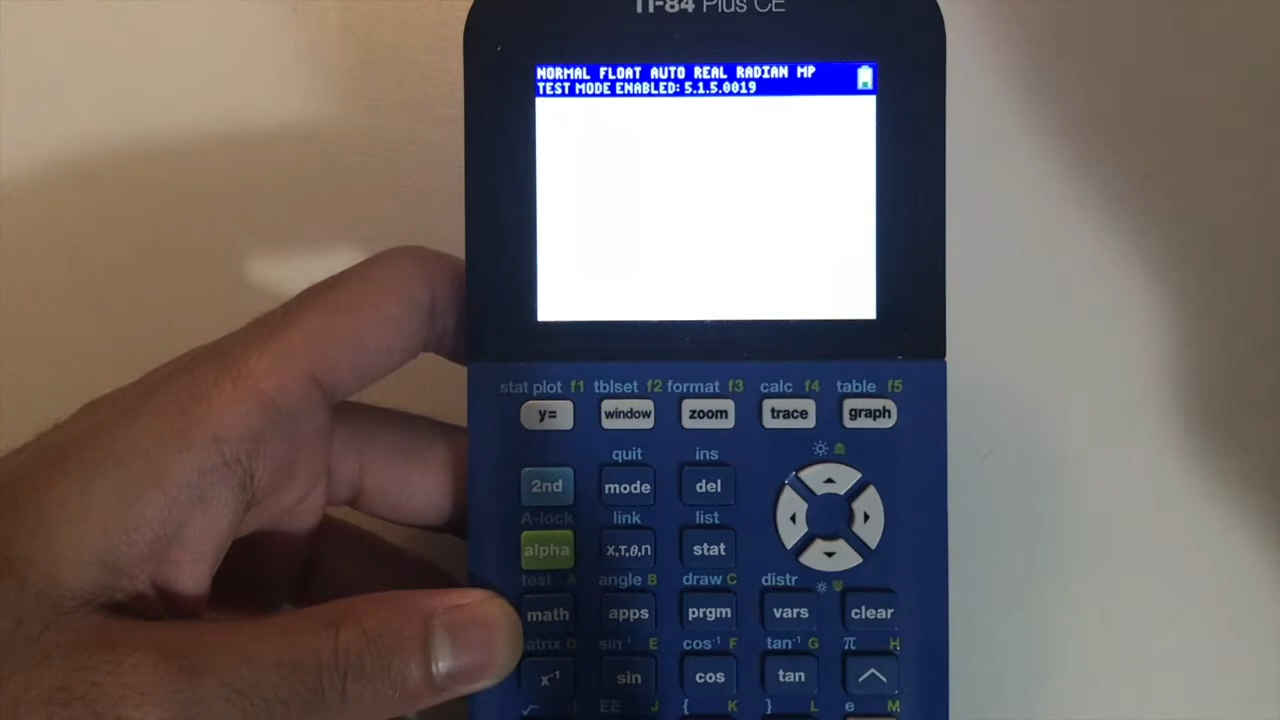 TI-84 Plus CE
NORMAL FLOAT AUTO REAL RADIAN MP
TEST MODE ENABLED: 5.1.5.0019
stat plot f1 tblset f2 format f3 calc f4 table f5
y= window zoom trace graph
quit ins
2nd mode del
A-lock link list
alpha X,T,θ,n stat
test A angle B draw C distr
math apps prgm vars clear
sin⁻¹ E cos⁻¹ F tan⁻¹ G π H
x⁻¹ sin cos tan ^
√ EE J { K } L e M